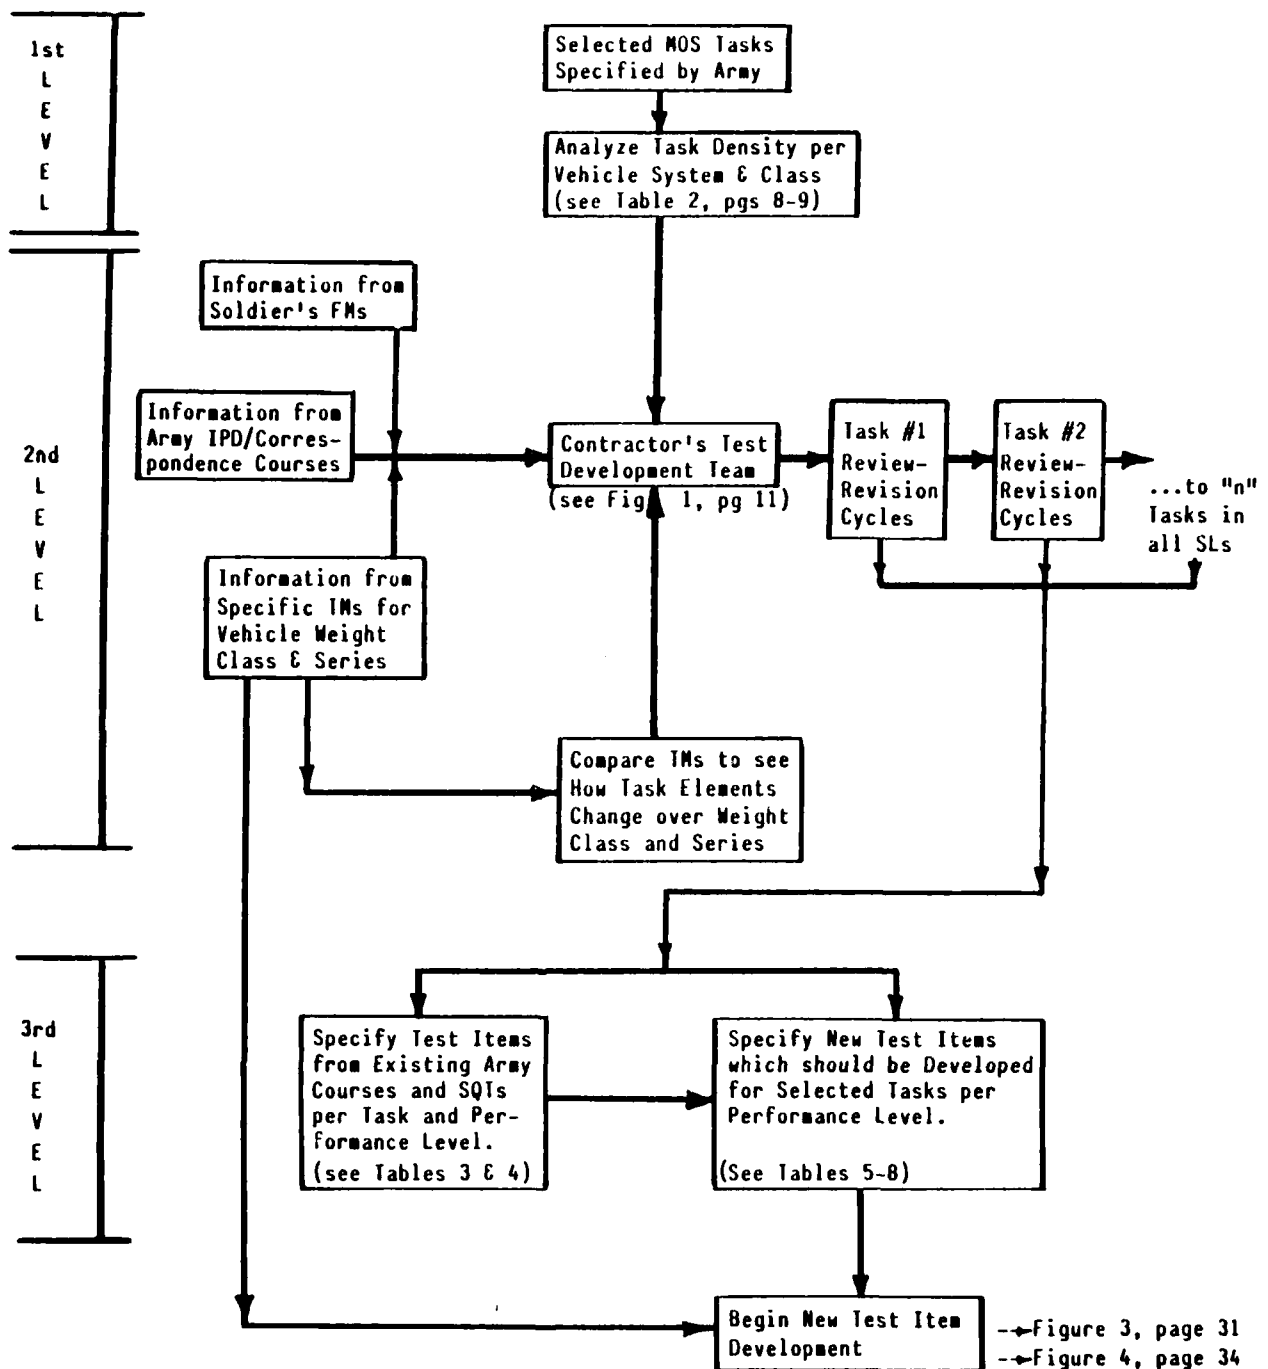 1st
L
E
V
E
L
Selected MOS Tasks
Specified by Army
Analyze Task Density per
Vehicle System & Class
(see Table 2, pgs 8-9)
2nd
L
E
V
E
L
Information from
Soldier's FMs
Information from
Army IPD/Corres-
pondence Courses
Contractor's Test
Development Team
(see Fig 1, pg 11)
Task #1
Review-
Revision
Cycles
Task #2
Review-
Revision
Cycles
...to "n"
Tasks in
all SLs
Information from
Specific TMs for
Vehicle Weight
Class & Series
Compare TMs to see
How Task Elements
Change over Weight
Class and Series
3rd
L
E
V
E
L
Specify Test Items
from Existing Army
Courses and SQTs
per Task and Per-
formance Level.
(see Tables 3 & 4)
Specify New Test Items
which should be Developed
for Selected Tasks per
Performance Level.
(See Tables 5-8)
Begin New Test Item
Development
Figure 3, page 31
Figure 4, page 34